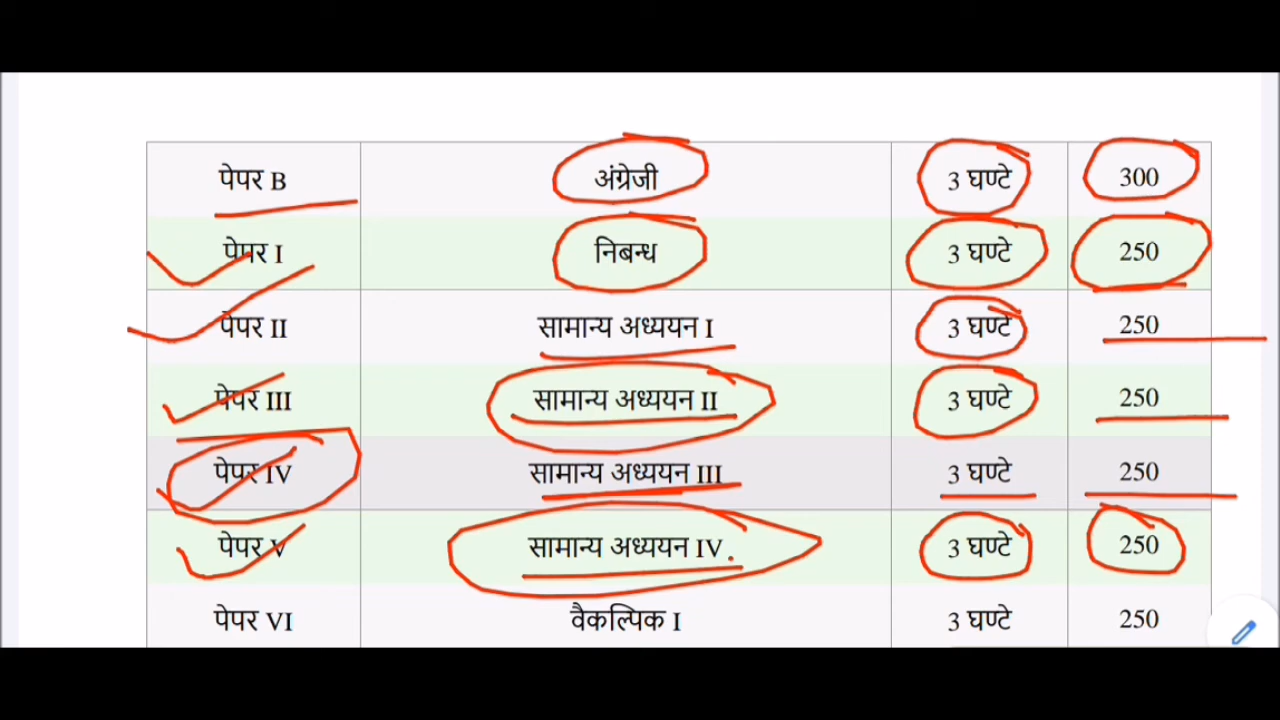 पेपर B अंग्रेजी 3 घण्टे 300
पेपर I निबन्ध 3 घण्टे 250
पेपर II सामान्य अध्ययन I 3 घण्टे 250
पेपर III सामान्य अध्ययन II 3 घण्टे 250
पेपर IV सामान्य अध्ययन III 3 घण्टे 250
पेपर V सामान्य अध्ययन IV 3 घण्टे 250
पेपर VI वैकल्पिक I 3 घण्टे 250